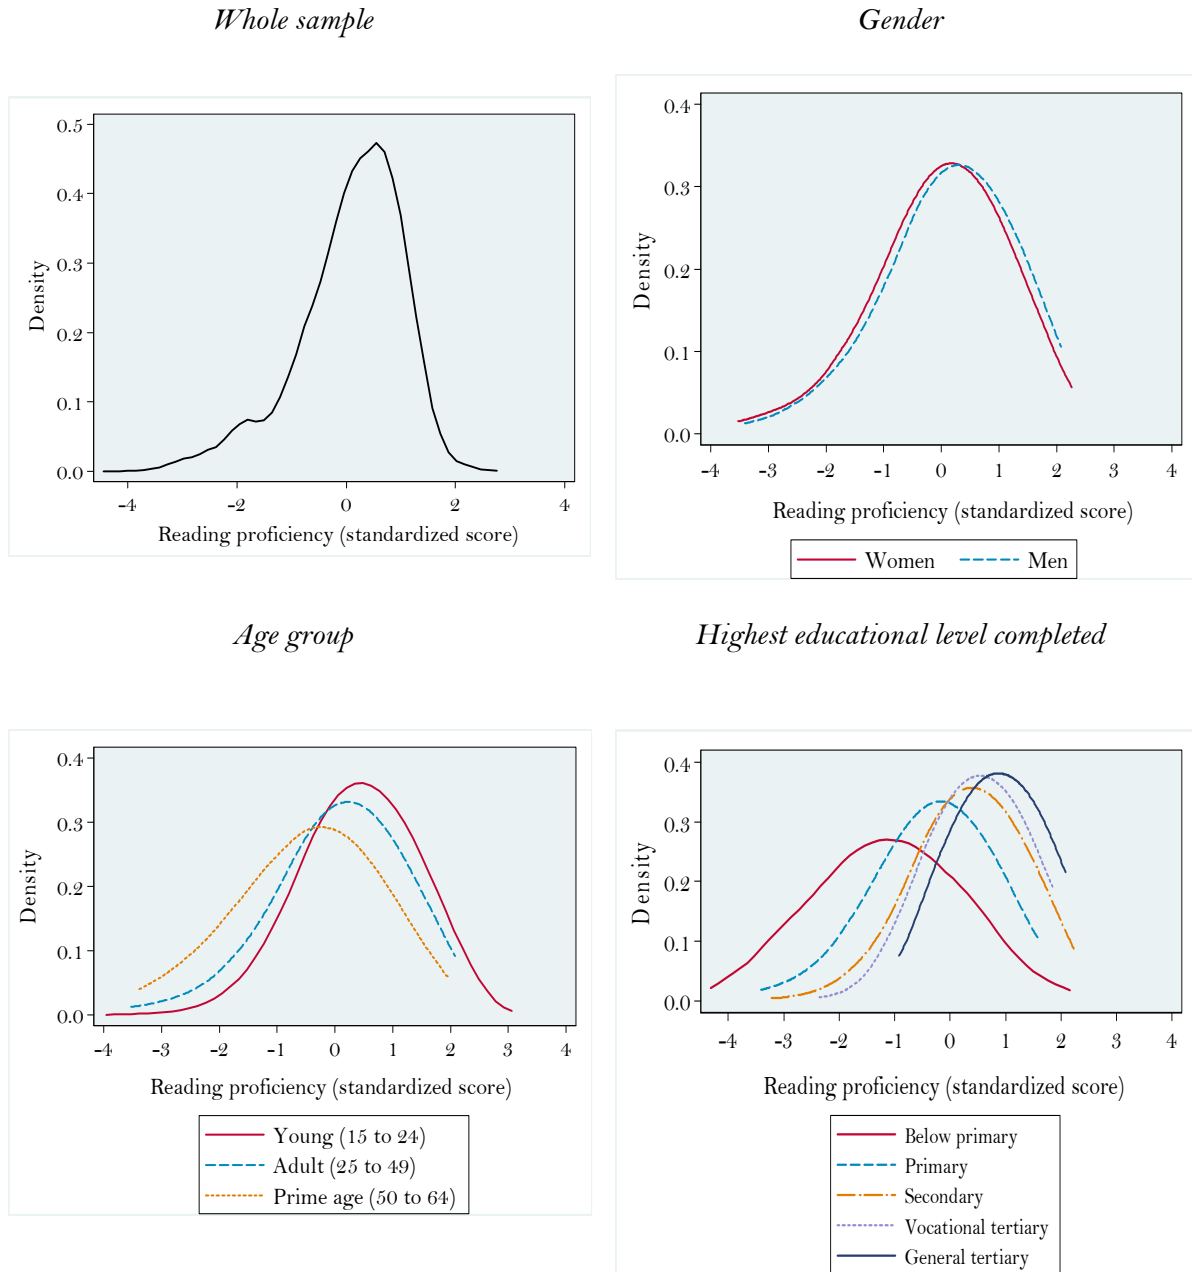 Whole sample
Gender
0.5
0.4
0.3
0.2
0.1
0.0
Density
-4 -2 0 2 4
Reading proficiency (standardized score)
0.4
0.3
0.2
0.1
0.0
Density
-4 -3 -2 -1 0 1 2 3 4
Reading proficiency (standardized score)
Women Men
Age group
Highest educational level completed
0.4
0.3
0.2
0.1
0.0
Density
-4 -3 -2 -1 0 1 2 3 4
Reading proficiency (standardized score)
Young (15 to 24)
Adult (25 to 49)
Prime age (50 to 64)
0.4
0.3
0.2
0.1
0.0
Density
-4 -3 -2 -1 0 1 2 3 4
Reading proficiency (standardized score)
Below primary
Primary
Secondary
Vocational tertiary
General tertiary